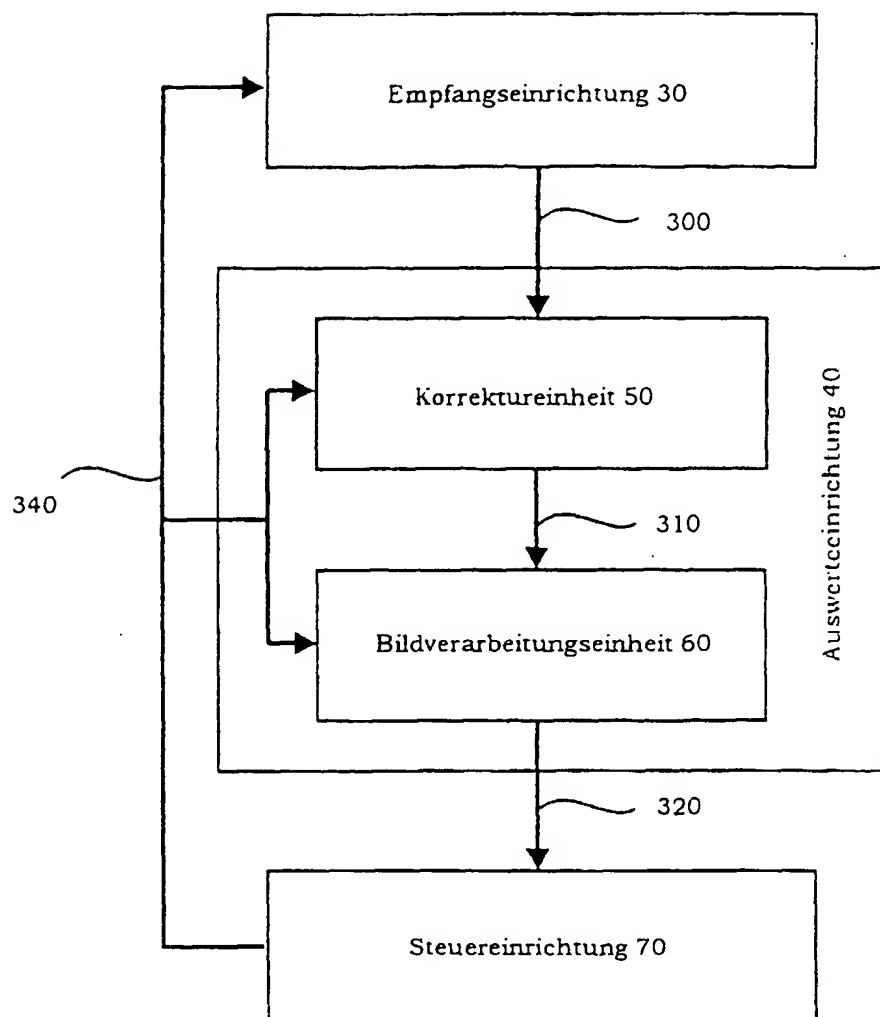 Empfangseinrichtung 30
300
Korrektureinheit 50
Auswerteeinrichtung 40
340
310
Bildverarbeitungseinheit 60
320
Steuereinrichtung 70